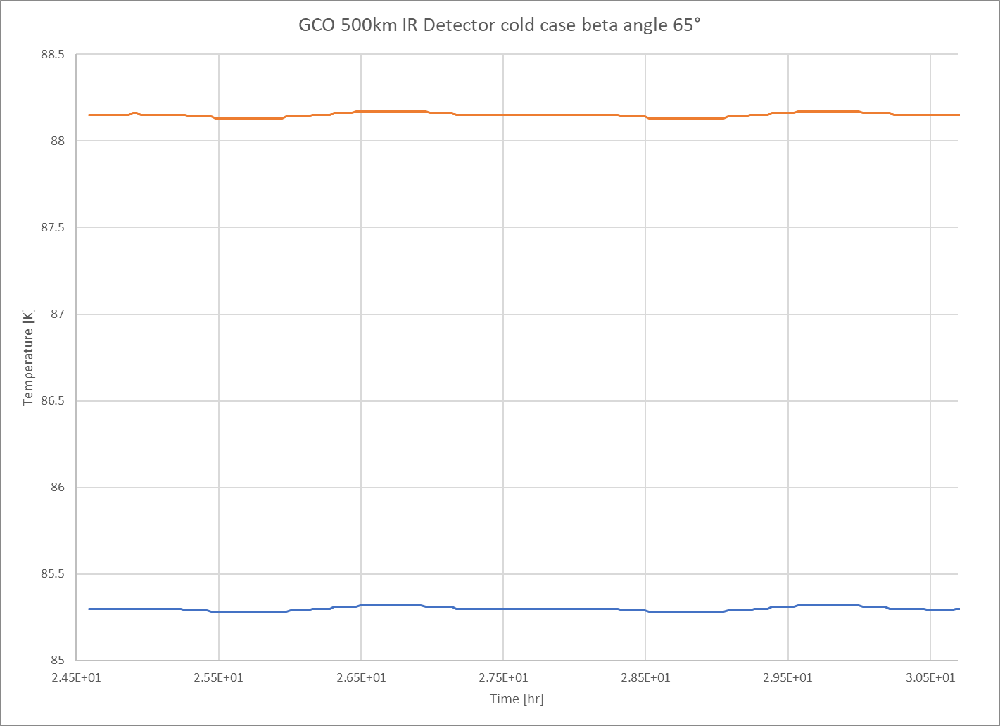 GCO 500km IR Detector cold case beta angle 65°
88.5
88
87.5
87
86.5
86
85.5
85
Temperature [K]
2.45E+01 2.55E+01 2.65E+01 2.75E+01 2.85E+01 2.95E+01 3.05E+01
Time [hr]